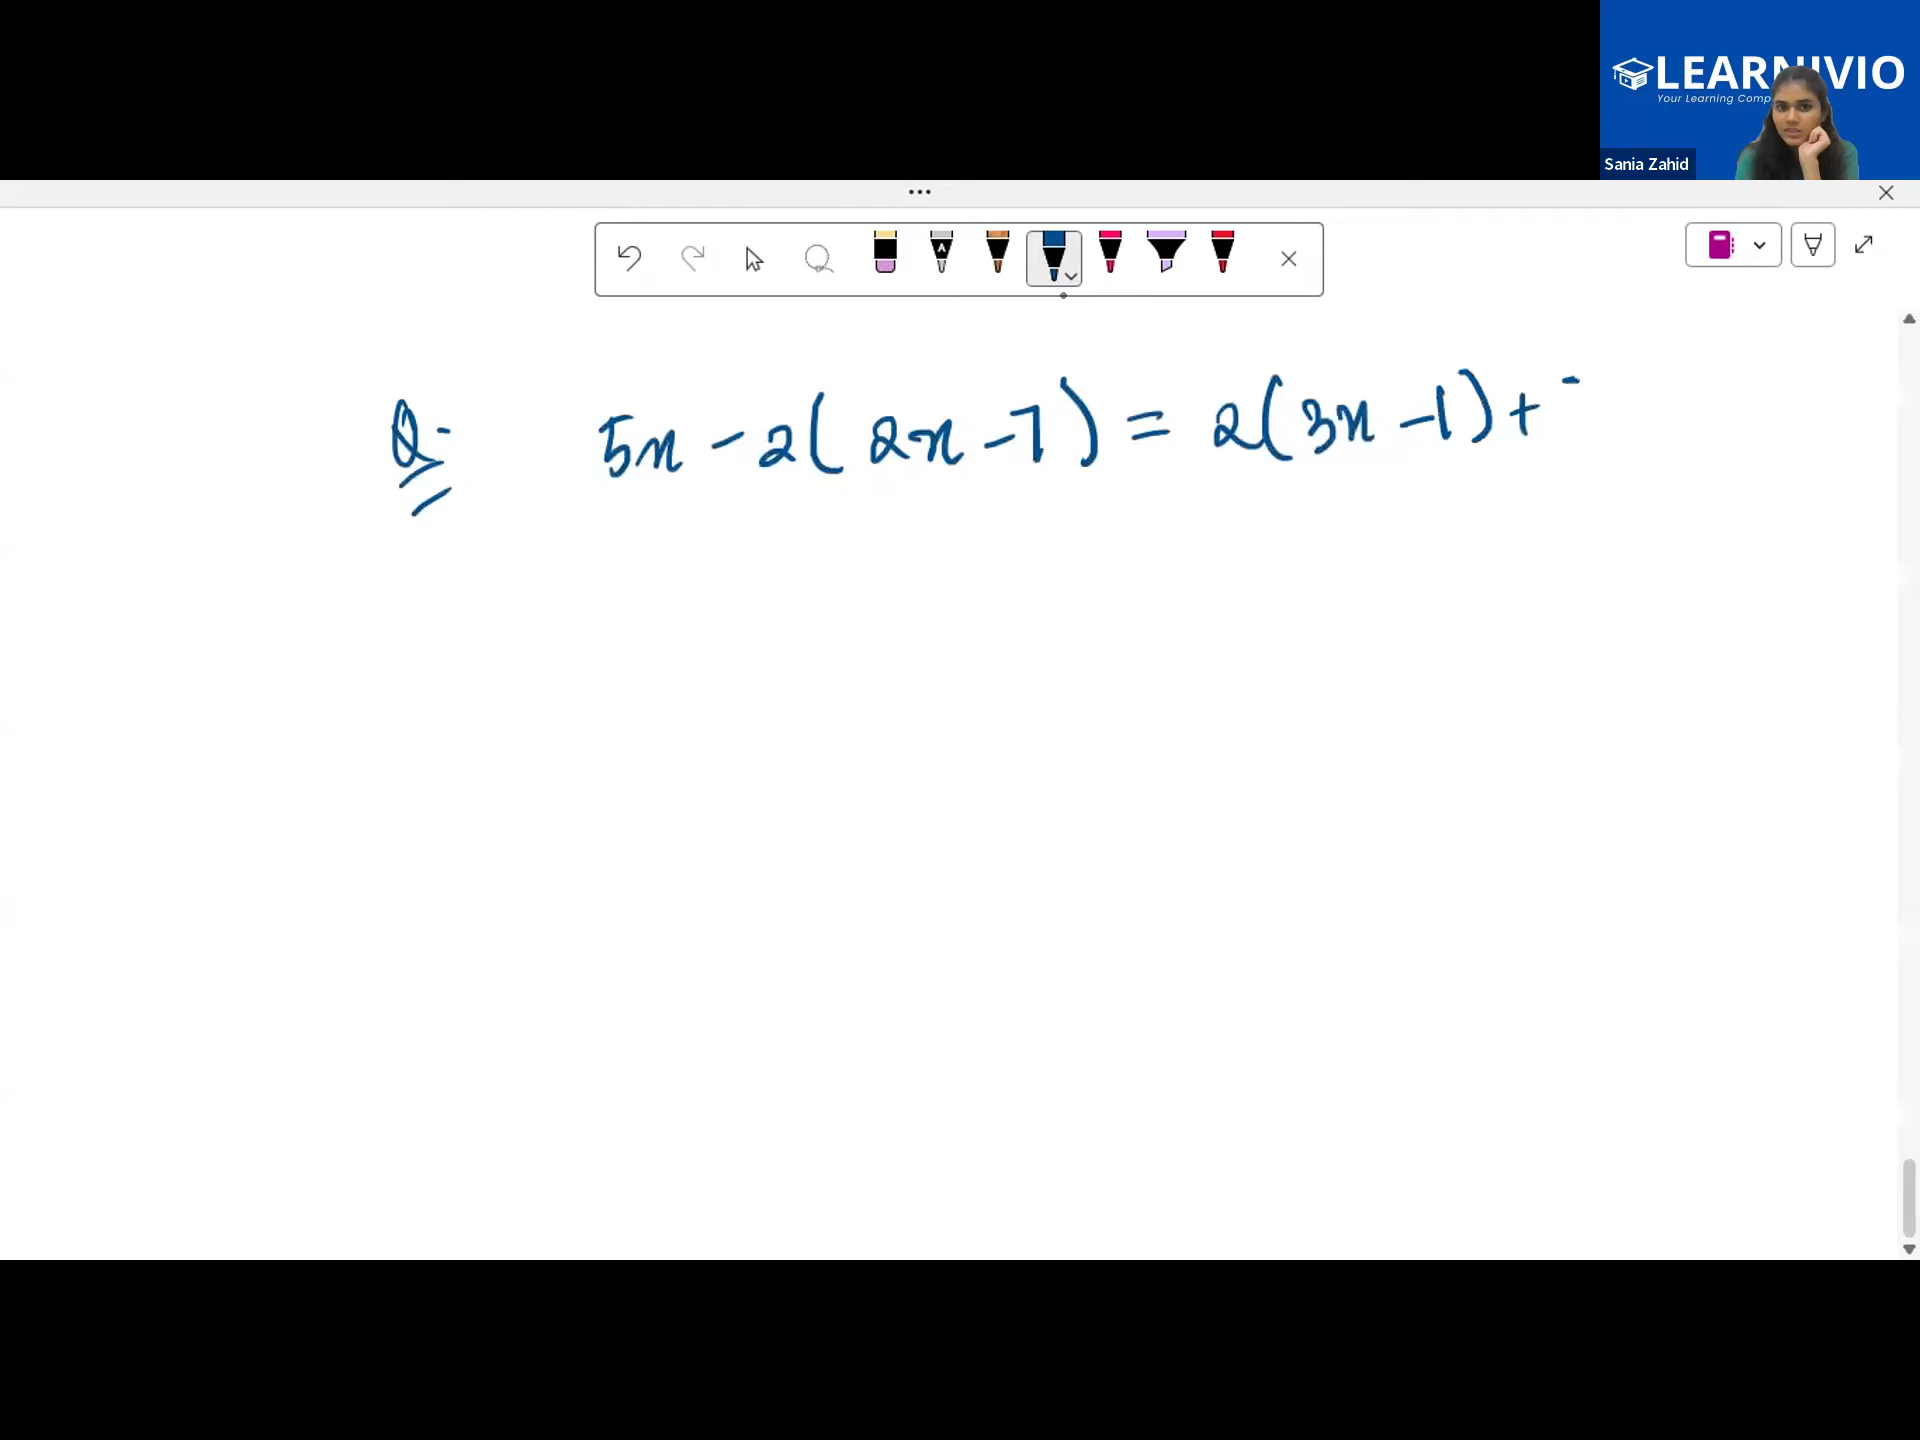 LEARNIVIO
Your Learning Comp
Sania Zahid
A
Q:- 5x - 2( 2x - 7) = 2(3x - 1) +